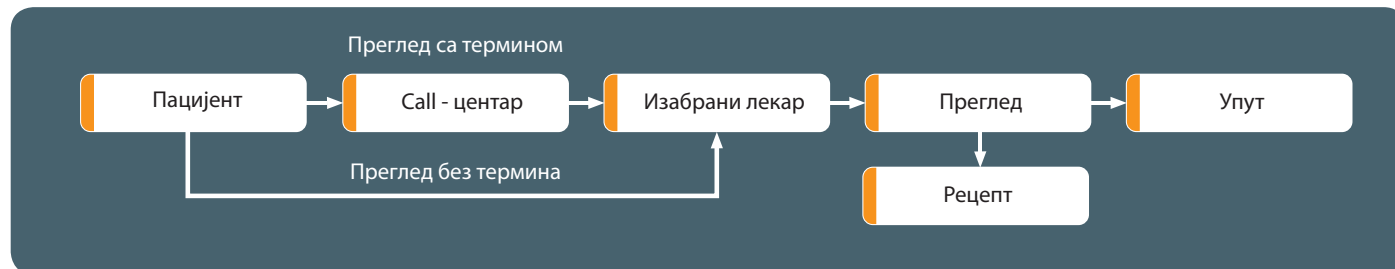 Преглед са термином
Пацијент
Call - центар
Изабрани лекар
Преглед
Упут
Преглед без термина
Рецепт